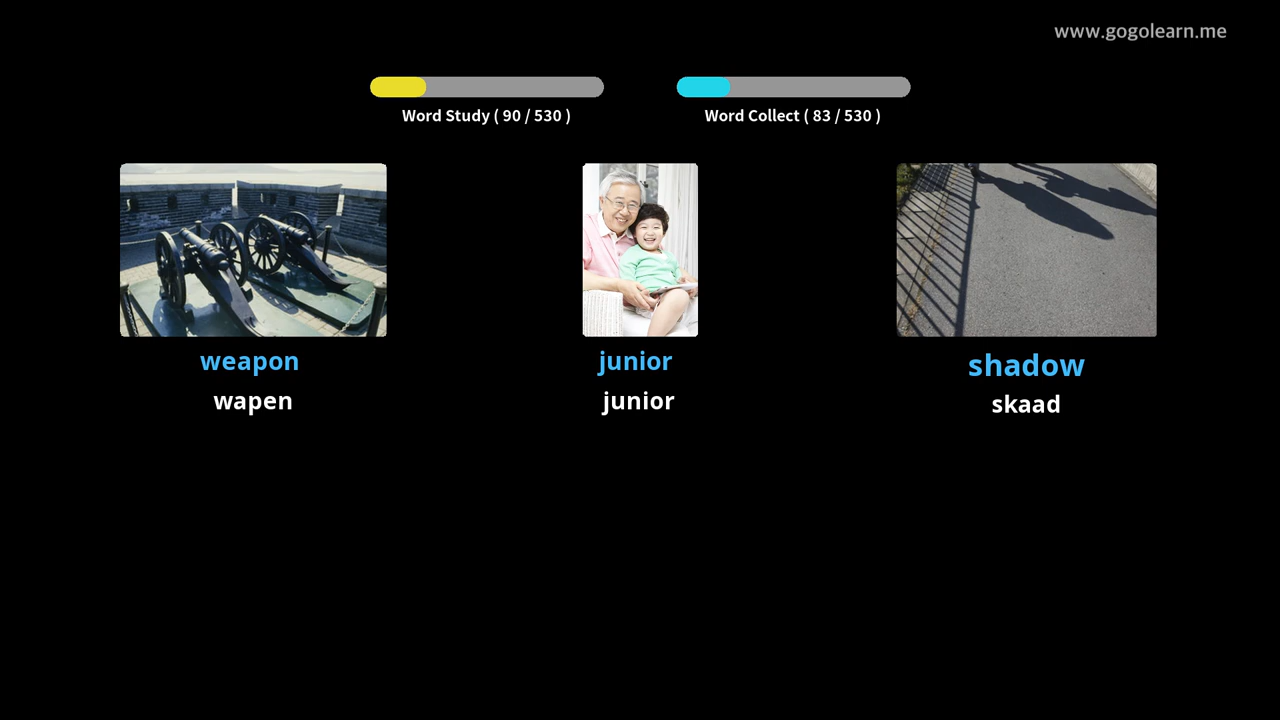 www.gogolearn.me
Word Study ( 90 / 530 )
Word Collect ( 83 / 530 )
weapon
wapen
junior
junior
shadow
skaad